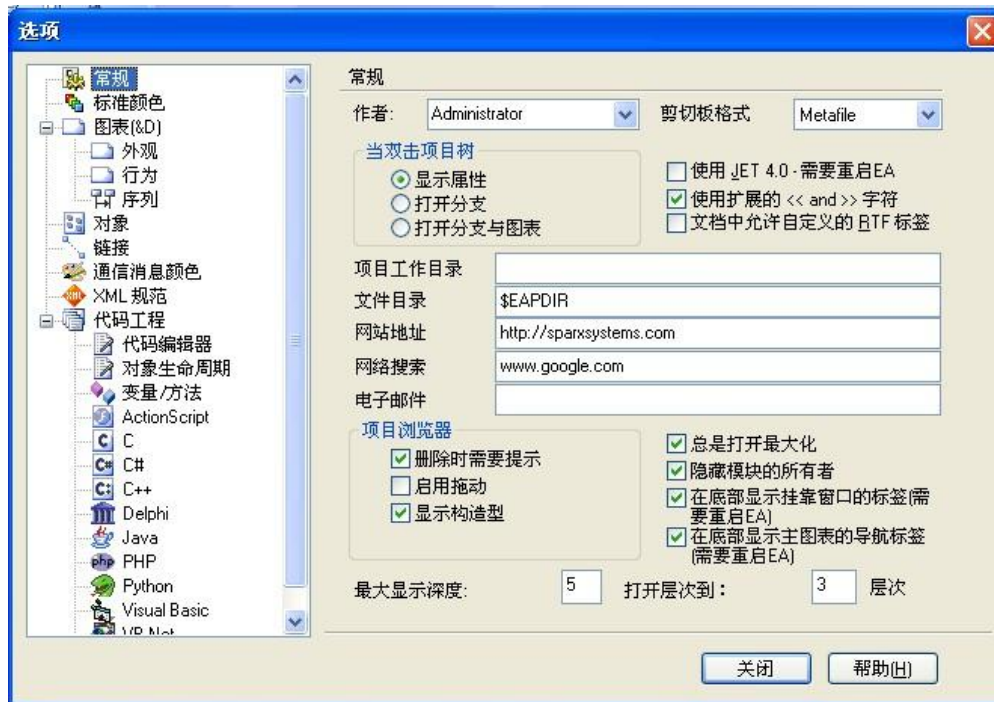 选项
常规
标准颜色
图表(&D)
外观
行为
序列
对象
链接
通信消息颜色
XML 规范
代码工程
代码编辑器
对象生命周期
变量/方法
ActionScript
C
C#
C++
Delphi
Java
PHP
Python
Visual Basic
VB.Net
常规
作者: Administrator 剪切板格式 Metafile
当双击项目树
显示属性
打开分支
打开分支与图表
使用 JET 4.0 - 需要重启EA
使用扩展的 << and >> 字符
文档中允许自定义的 RTF 标签
项目工作目录
文件目录 $EAPDIR
网站地址 http://sparxsystems.com
网络搜索 www.google.com
电子邮件
项目浏览器
删除时需要提示
启用拖动
显示构造型
总是打开最大化
隐藏模块的所有者
在底部显示挂靠窗口的标签(需
要重启EA)
在底部显示主图表的导航标签
(需要重启EA)
最大显示深度: 5 打开层次到： 3 层次
关闭 帮助(H)